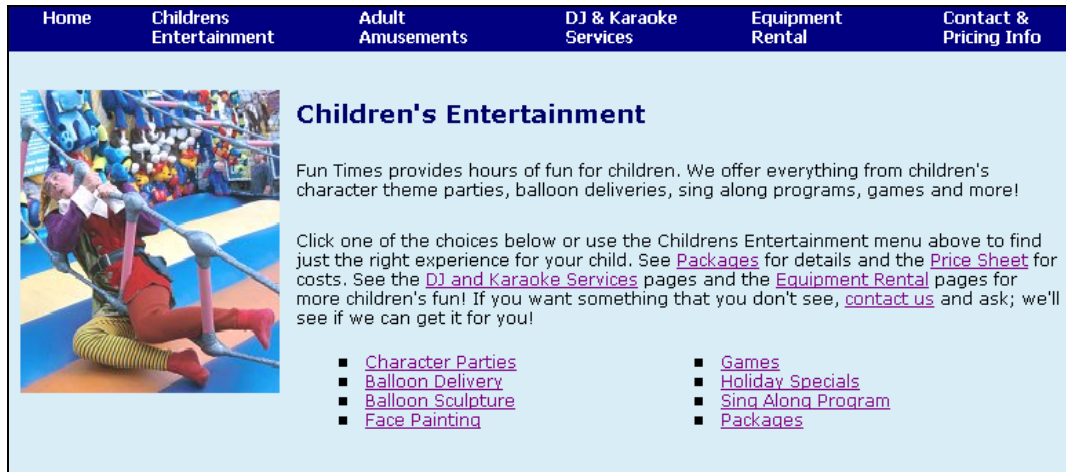 Home
Childrens
Entertainment
Adult
Amusements
DJ & Karaoke
Services
Equipment
Rental
Contact &
Pricing Info
Children's Entertainment
Fun Times provides hours of fun for children. We offer everything from children's
character theme parties, balloon deliveries, sing along programs, games and more!
Click one of the choices below or use the Childrens Entertainment menu above to find
just the right experience for your child. See Packages for details and the Price Sheet for
costs. See the DJ and Karaoke Services pages and the Equipment Rental pages for
more children's fun! If you want something that you don't see, contact us and ask; we'll
see if we can get it for you!
Character Parties
Balloon Delivery
Balloon Sculpture
Face Painting
Games
Holiday Specials
Sing Along Program
Packages